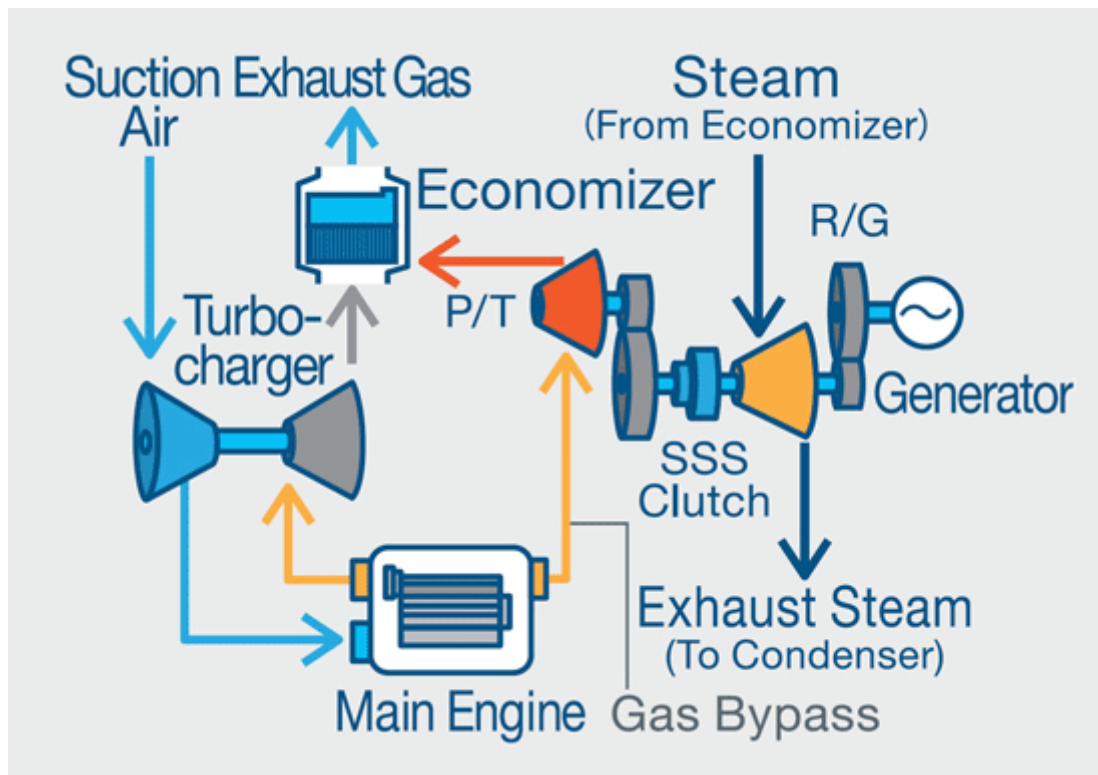 Suction
Air
Exhaust Gas
Steam
(From Economizer)
Economizer
R/G
P/T
Turbo-
charger
Generator
SSS
Clutch
Exhaust Steam
(To Condenser)
Main Engine
Gas Bypass